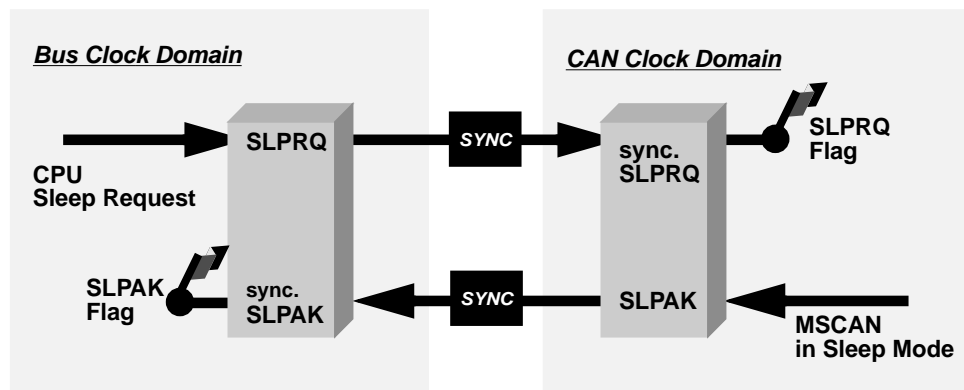 Bus Clock Domain
CAN Clock Domain
CPU
Sleep Request
SLPRQ
SYNC
sync.
SLPRQ
SLPRQ
Flag
SLPAK
Flag
sync.
SLPAK
SYNC
SLPAK
MSCAN
in Sleep Mode